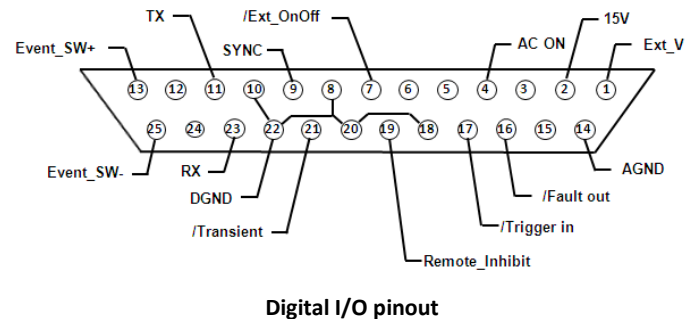 TX
/Ext_OnOff
15V
Event_SW+
SYNC
AC ON
Ext_V
13 12 11 10 9 8 7 6 5 4 3 2 1
25 24 23 22 21 20 19 18 17 16 15 14
Event_SW-
RX
AGND
DGND
/Fault out
/Transient
/Trigger in
Remote_Inhibit
Digital I/O pinout